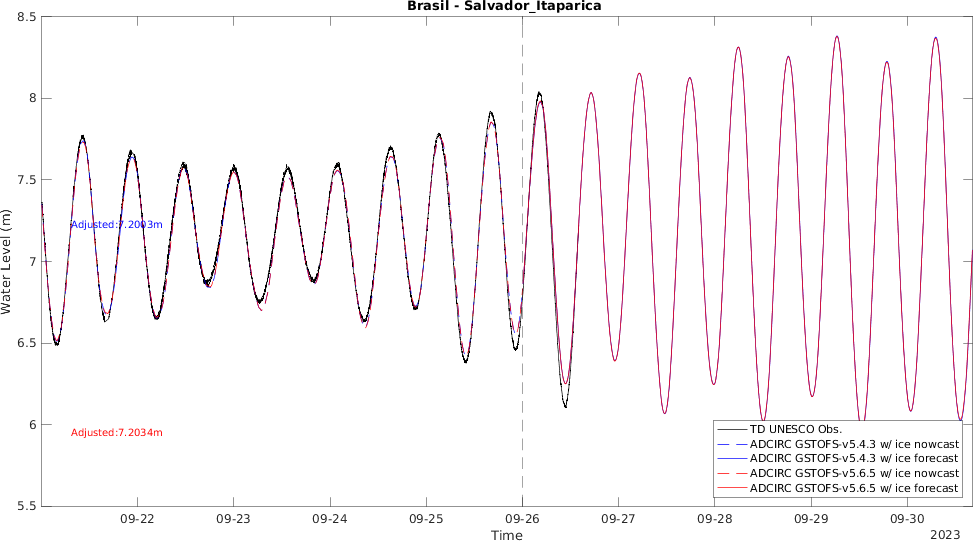 Brasil - Salvador_Itaparica
8.5
8
7.5
7
6.5
6
5.5
Water Level (m)
Adjusted:7.2003m
Adjusted:7.2034m
TD UNESCO Obs.
ADCIRC GSTOFS-v5.4.3 w/ ice nowcast
ADCIRC GSTOFS-v5.4.3 w/ ice forecast
ADCIRC GSTOFS-v5.6.5 w/ ice nowcast
ADCIRC GSTOFS-v5.6.5 w/ ice forecast
09-22 09-23 09-24 09-25 09-26 09-27 09-28 09-29 09-30
Time
2023